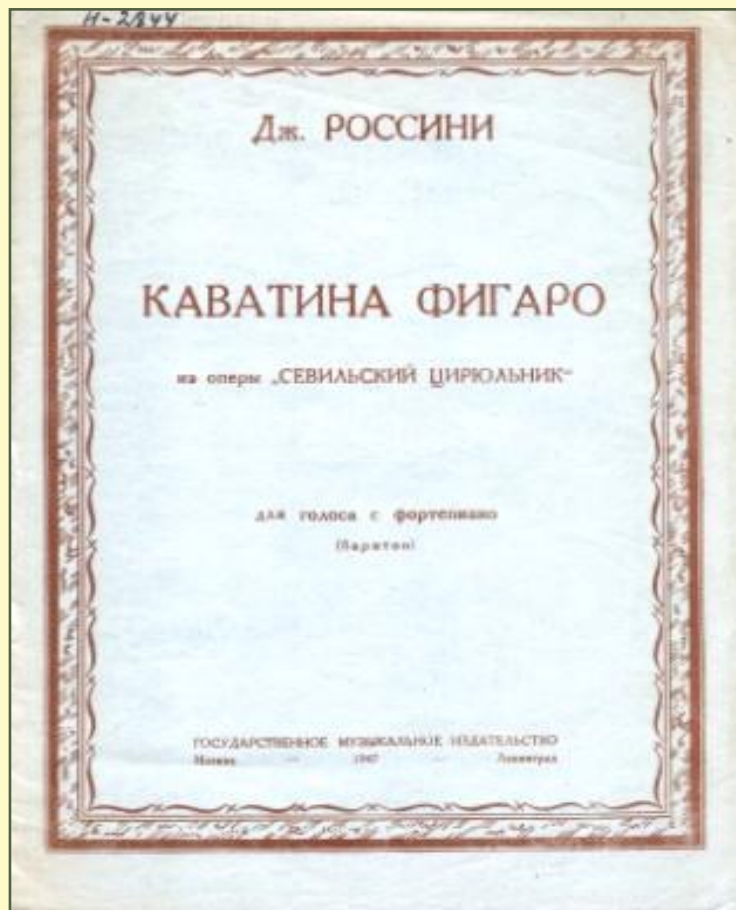 Н-2844
Дж. РОССИНИ
КАВАТИНА ФИГАРО
из оперы „СЕВИЛЬСКИЙ ЦИРЮЛЬНИК“
для голоса с фортепиано
(баритон)
ГОСУДАРСТВЕННОЕ МУЗЫКАЛЬНОЕ ИЗДАТЕЛЬСТВО
Москва — 1947 — Ленинград